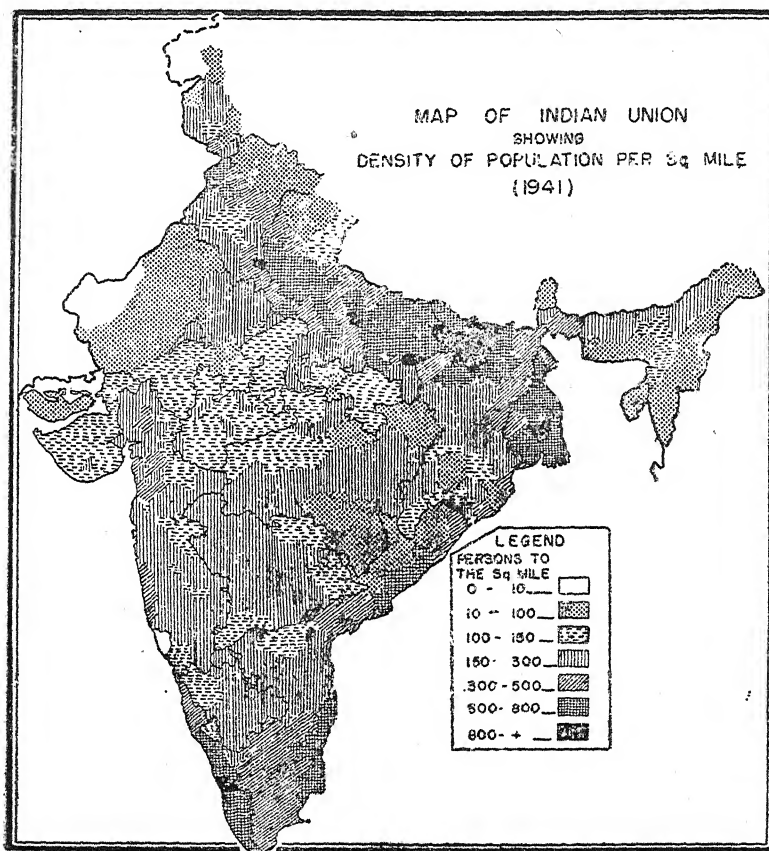 MAP OF INDIAN UNION
SHOWING
DENSITY OF POPULATION PER Sq MILE
(1941)
LEGEND
PERSONS TO
THE Sq MILE
0 - 10
10 - 100
100 - 150
150 - 300
300 - 500
500 - 800
800 - +